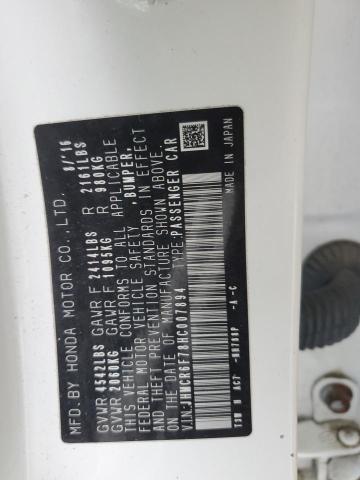 MFD.BY HONDA MOTOR CO.,LTD. 8/'16
GVWR 4542LBS GAWR F 2414LBS R 2161LBS
GVWR 2060KG GAWR F 1095KG R 980KG
THIS VEHICLE CONFORMS TO ALL APPLICABLE
FEDERAL MOTOR VEHICLE SAFETY ,BUMPER,
AND THEFT PREVENTION STANDARDS IN EFFECT
ON THE DATE OF MANUFACTURE SHOWN ABOVE.
V.I.N: TYPE:PASSENGER CAR
-A -C MADE IN JAPAN